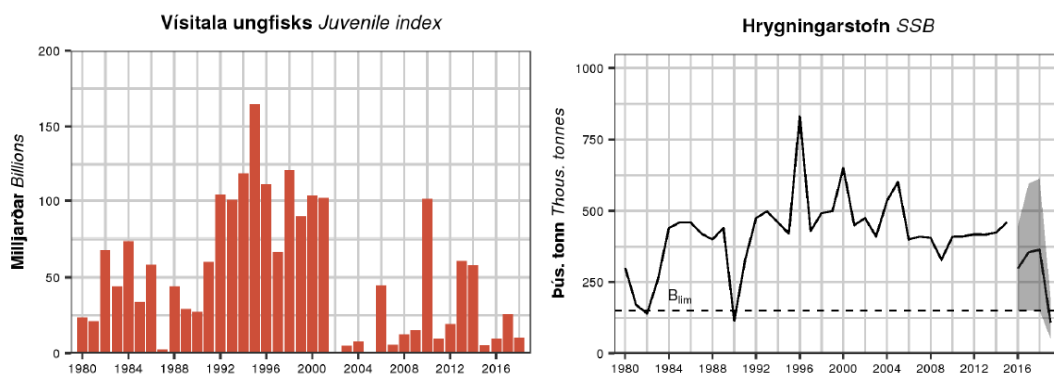 Vísitala ungfisks Juvenile index
Milljarðar Billions
200
150
100
50
0
1980 1984 1988 1992 1996 2000 2004 2008 2012 2016
Hrygningarstofn SSB
Þús. tonn Thous. tonnes
1000
750
500
250
0
Blim
1980 1984 1988 1992 1996 2000 2004 2008 2012 2016